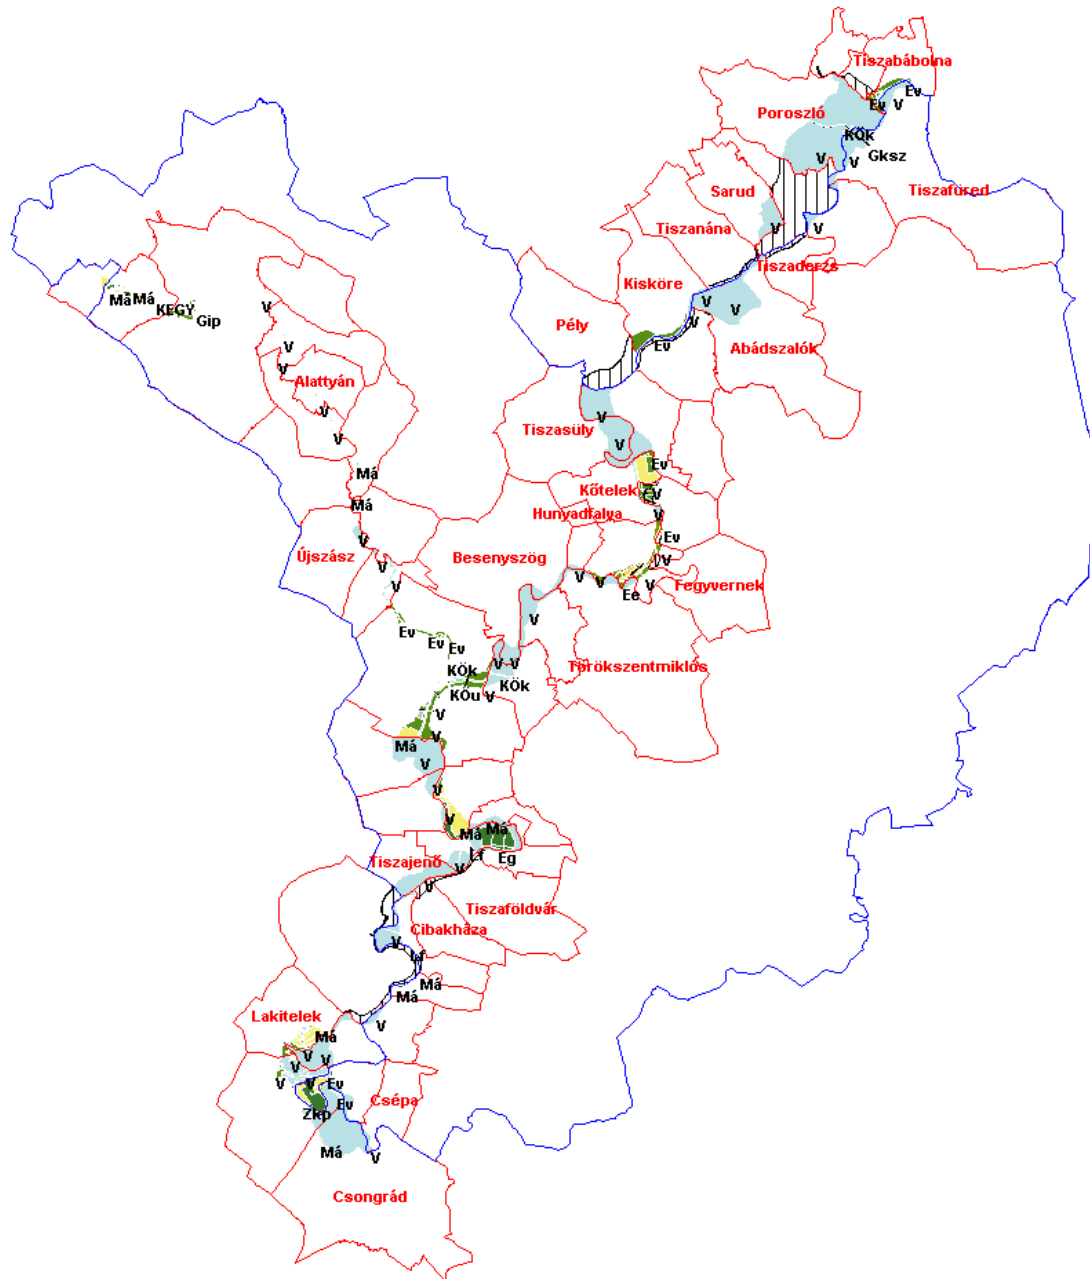 Tiszabábolna
Ev
Poroszló
Ev V
KÖk
Gksz
V V
Sarud
Tiszafüred
Tiszanána
V V
Tiszaderzs
Kisköre
Má Má
KEGY
Gip
V
V V
V
Pély
Ev
Abádszalók
V
V
Alattyán
V
V
V
Tiszasüly
V
Má
Ev
Kőtelek
V
Má
Hunyadfalva
V
Újszász
V
Besenyszög
Ev
V
V
V V
V
V
Fegyvernek
Ee
V
Ev
Ev
Ev
Törökszentmiklós
KÖk
V V
KÖk
KÖu
V
V
V
Má
V
V
V
Má
Má
Lf
Eg
Tiszajenő
V
V
Tiszaföldvár
Cibakháza
V
Lf
Má
Má
Lakitelek
V
Má
V
V
V
V
V
Ev
Ev
Csépa
Zkp
Má
V
Csongrád